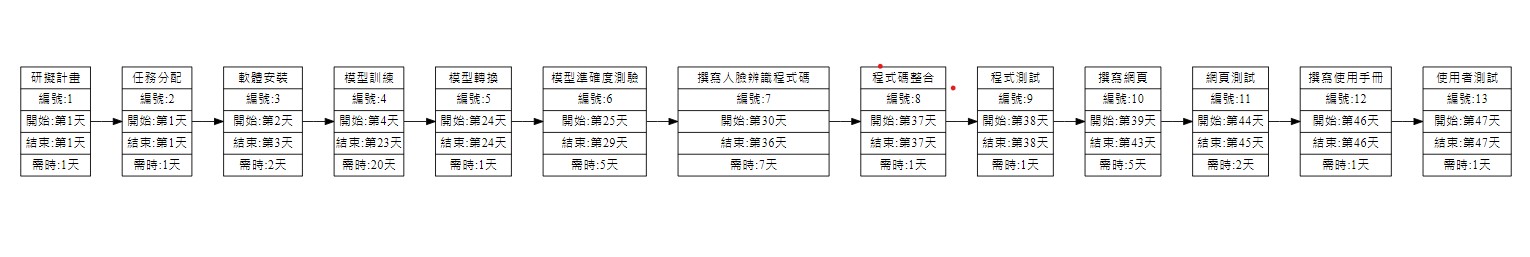 研擬計畫
編號:1
開始:第1天
結束:第1天
需時:1天
任務分配
編號:2
開始:第1天
結束:第1天
需時:1天
軟體安裝
編號:3
開始:第2天
結束:第3天
需時:2天
模型訓練
編號:4
開始:第4天
結束:第23天
需時:20天
模型轉換
編號:5
開始:第24天
結束:第24天
需時:1天
模型準確度測驗
編號:6
開始:第25天
結束:第29天
需時:5天
撰寫人臉辨識程式碼
編號:7
開始:第30天
結束:第36天
需時:7天
程式碼整合
編號:8
開始:第37天
結束:第37天
需時:1天
程式測試
編號:9
開始:第38天
結束:第38天
需時:1天
撰寫網頁
編號:10
開始:第39天
結束:第43天
需時:5天
網頁測試
編號:11
開始:第44天
結束:第45天
需時:2天
撰寫使用手冊
編號:12
開始:第46天
結束:第46天
需時:1天
使用者測試
編號:13
開始:第47天
結束:第47天
需時:1天